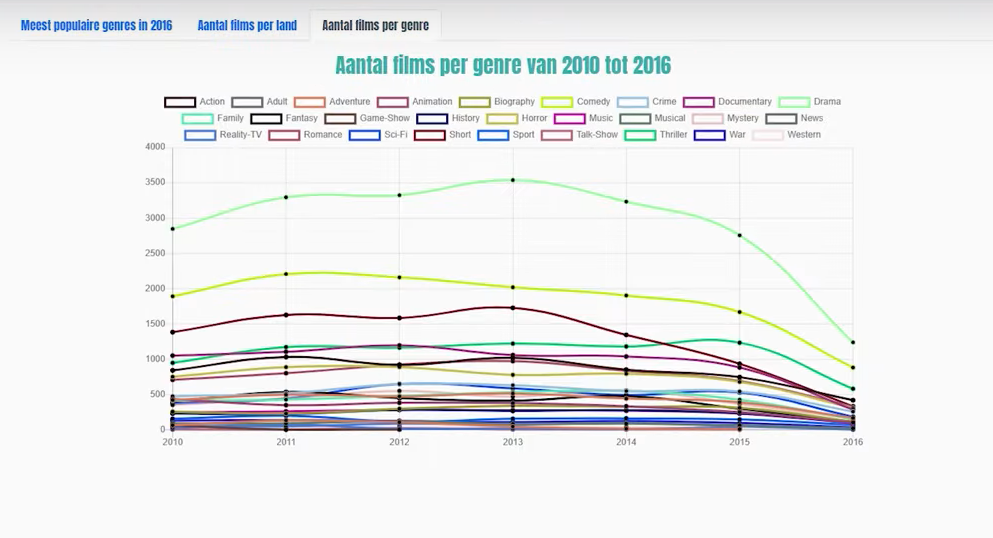 Meest populaire genres in 2016 Aantal films per land Aantal films per genre
Aantal films per genre van 2010 tot 2016
Action Adult Adventure Animation Biography Comedy Crime Documentary Drama
Family Fantasy Game-Show History Horror Music Musical Mystery News
Reality-TV Romance Sci-Fi Short Sport Talk-Show Thriller War Western
4000
3500
3000
2500
2000
1500
1000
500
0
2010 2011 2012 2013 2014 2015 2016